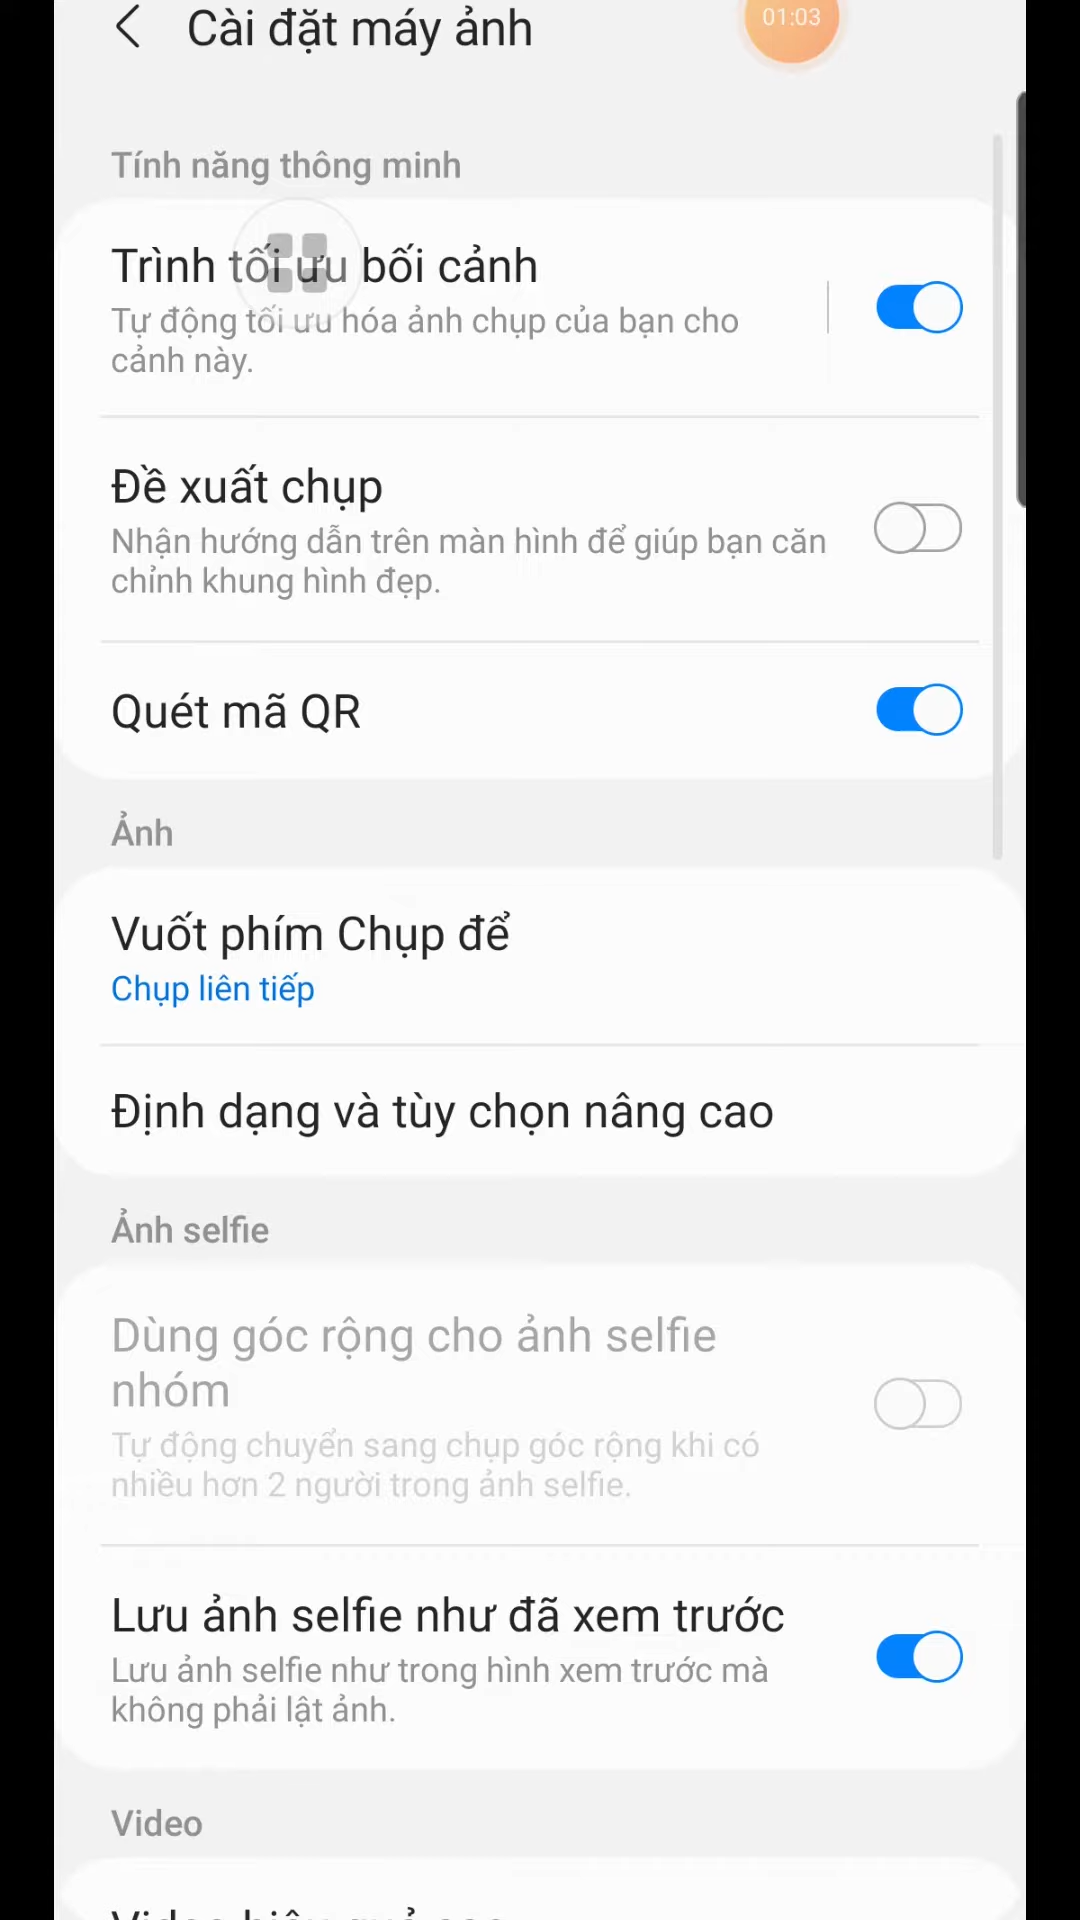 Cài đặt máy ảnh
01:03
Tính năng thông minh
Trình tối ưu bối cảnh
Tự động tối ưu hóa ảnh chụp của bạn cho
cảnh này.
Đề xuất chụp
Nhận hướng dẫn trên màn hình để giúp bạn căn
chỉnh khung hình đẹp.
Quét mã QR
Ảnh
Vuốt phím Chụp để
Chụp liên tiếp
Định dạng và tùy chọn nâng cao
Ảnh selfie
Dùng góc rộng cho ảnh selfie
nhóm
Tự động chuyển sang chụp góc rộng khi có
nhiều hơn 2 người trong ảnh selfie.
Lưu ảnh selfie như đã xem trước
Lưu ảnh selfie như trong hình xem trước mà
không phải lật ảnh.
Video
Video hiệu quả cao